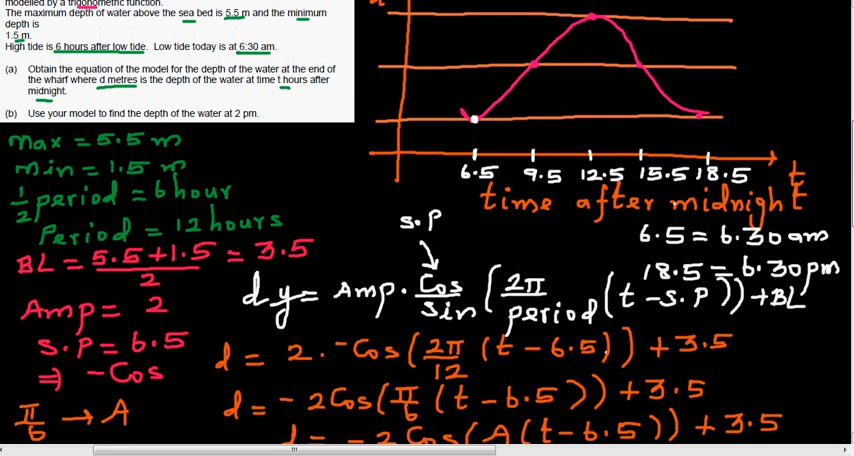 modelled by a trigonometric function.
The maximum depth of water above the sea bed is 5.5 m and the minimum
depth is
1.5 m.
High tide is 6 hours after low tide. Low tide today is at 6:30 am.
(a) Obtain the equation of the model for the depth of the water at the end of
the wharf where d metres is the depth of the water at time t hours after
midnight.
(b) Use your model to find the depth of the water at 2 pm.
6.5 9.5 12.5 15.5 18.5 t
time after midnight
6.5 = 6.30 am
18.5 = 6.30 pm
max = 5.5 m
min = 1.5 m
1/2 period = 6 hour
Period = 12 hours
BL = 5.5+1.5/2 = 3.5
Amp = 2
S.P = 6.5
⇒ -Cos
π/6 → A
S.P
d y = Amp. Cos/Sin (2π/period (t - S.P)) + BL
d = 2. -Cos(2π/12 (t - 6.5)) + 3.5
d = - 2 Cos(π/6 (t - 6.5)) + 3.5
d = - 2 Cos(A(t - 6.5)) + 3.5